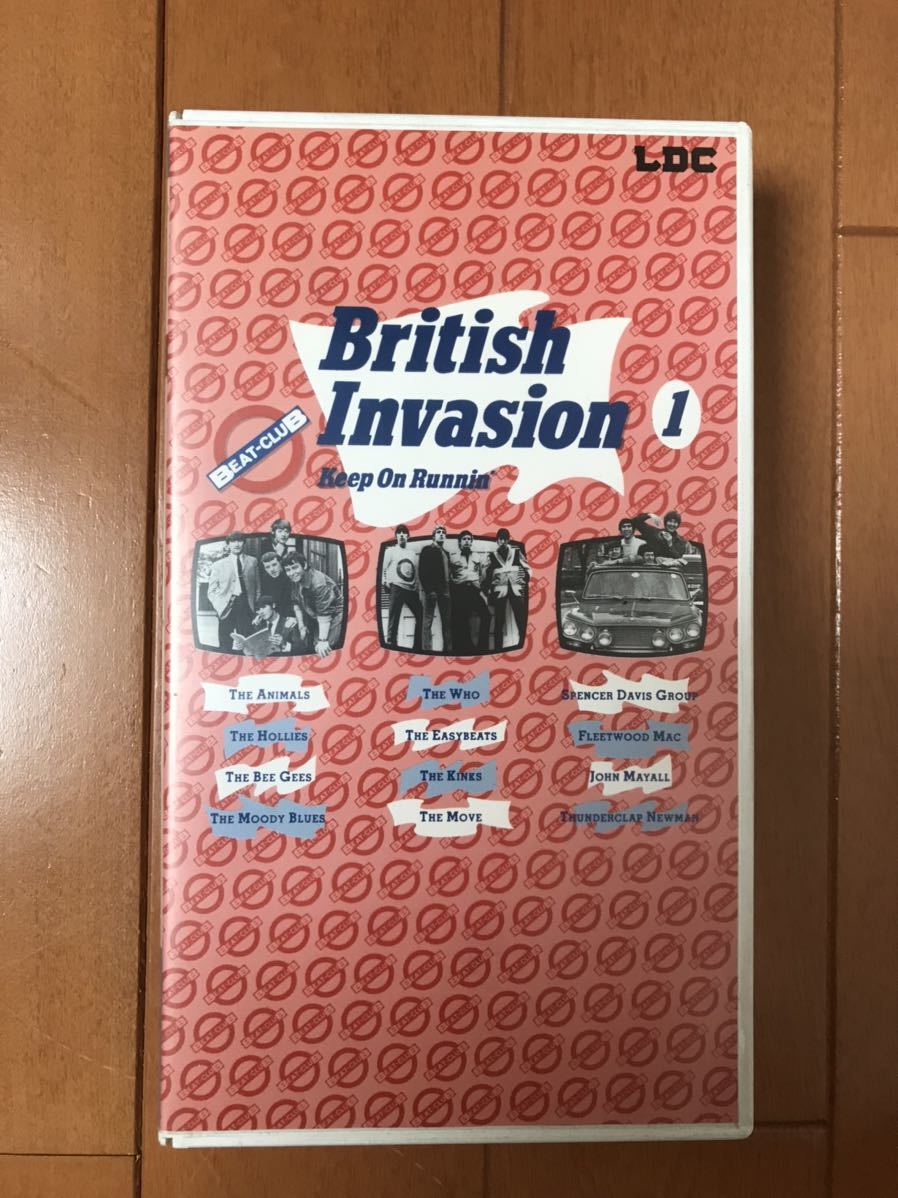 LDC
British
Invasion 1
BEAT-CLUB
Keep On Runnin'
THE ANIMALS
THE WHO
SPENCER DAVIS GROUP
THE HOLLIES
THE EASYBEATS
FLEETWOOD MAC
THE BEE GEES
THE KINKS
JOHN MAYALL
THE MOODY BLUES
THE MOVE
THUNDERCLAP NEWMAN